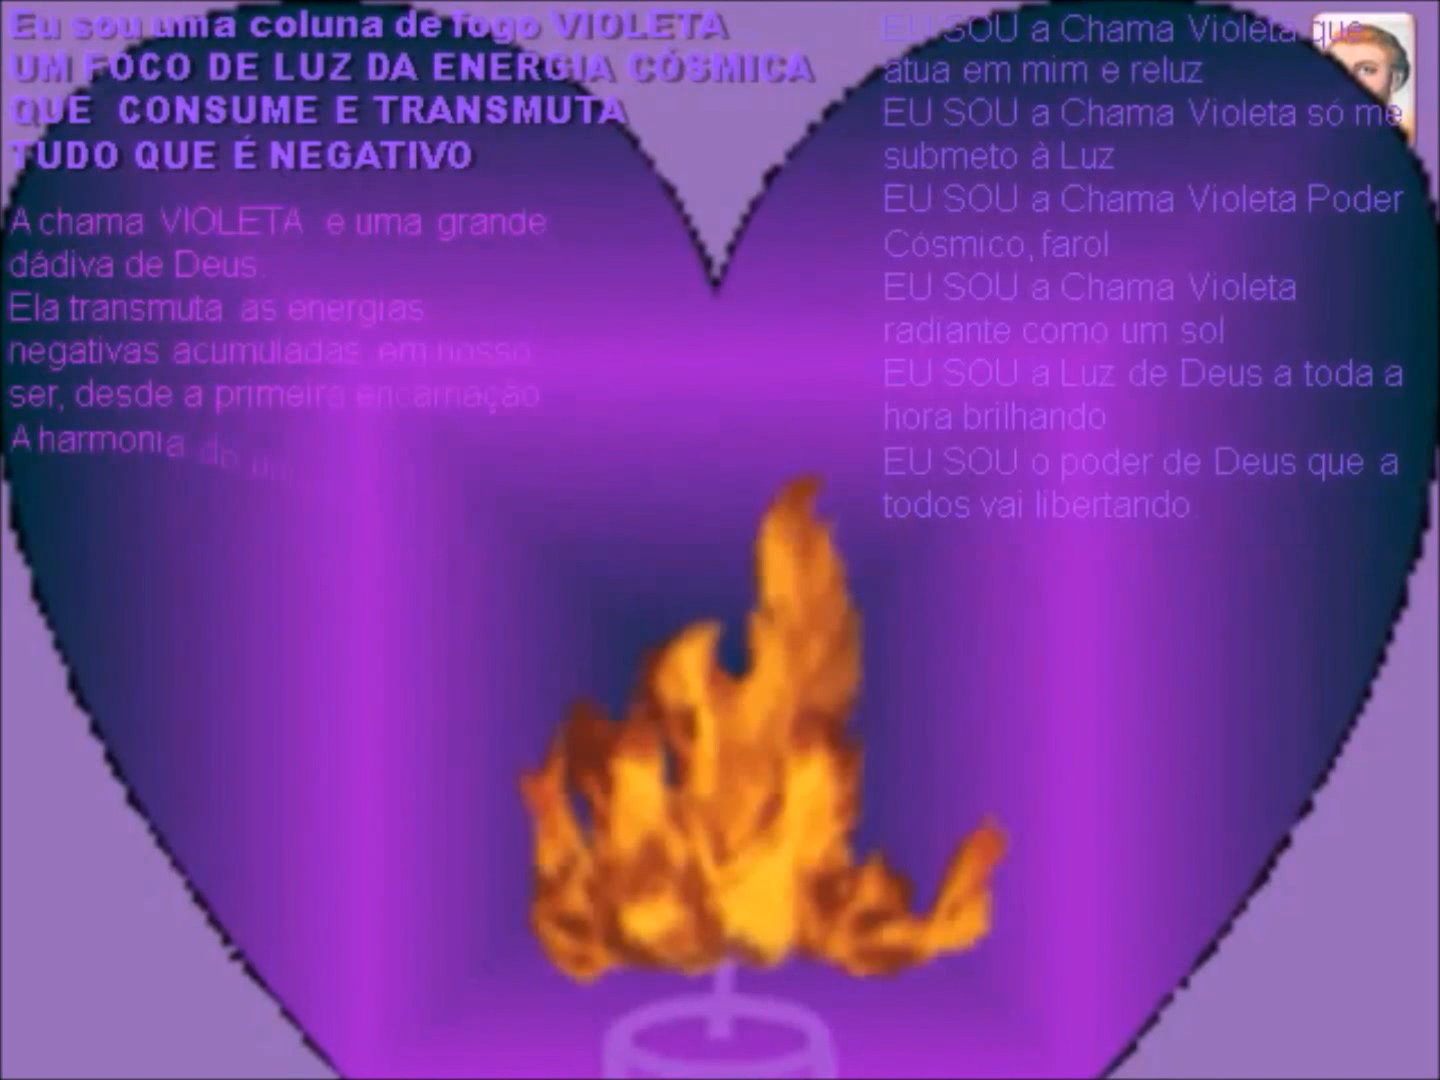 Eu sou uma coluna de fogo VIOLETA
UM FOCO DE LUZ DA ENERGIA CÓSMICA
QUE CONSUME E TRANSMUTA
TUDO QUE É NEGATIVO
A chama VIOLETA e uma grande
dádiva de Deus.
Ela transmuta as energias
negativas acumuladas em nosso
ser, desde a primeira encarnação
A harmonia do
EU SOU a Chama Violeta que
atua em mim e reluz
EU SOU a Chama Violeta só me
submeto à Luz
EU SOU a Chama Violeta Poder
Cósmico, farol
EU SOU a Chama Violeta
radiante como um sol
EU SOU a Luz de Deus a toda a
hora brilhando
EU SOU o poder de Deus que a
todos vai libertando